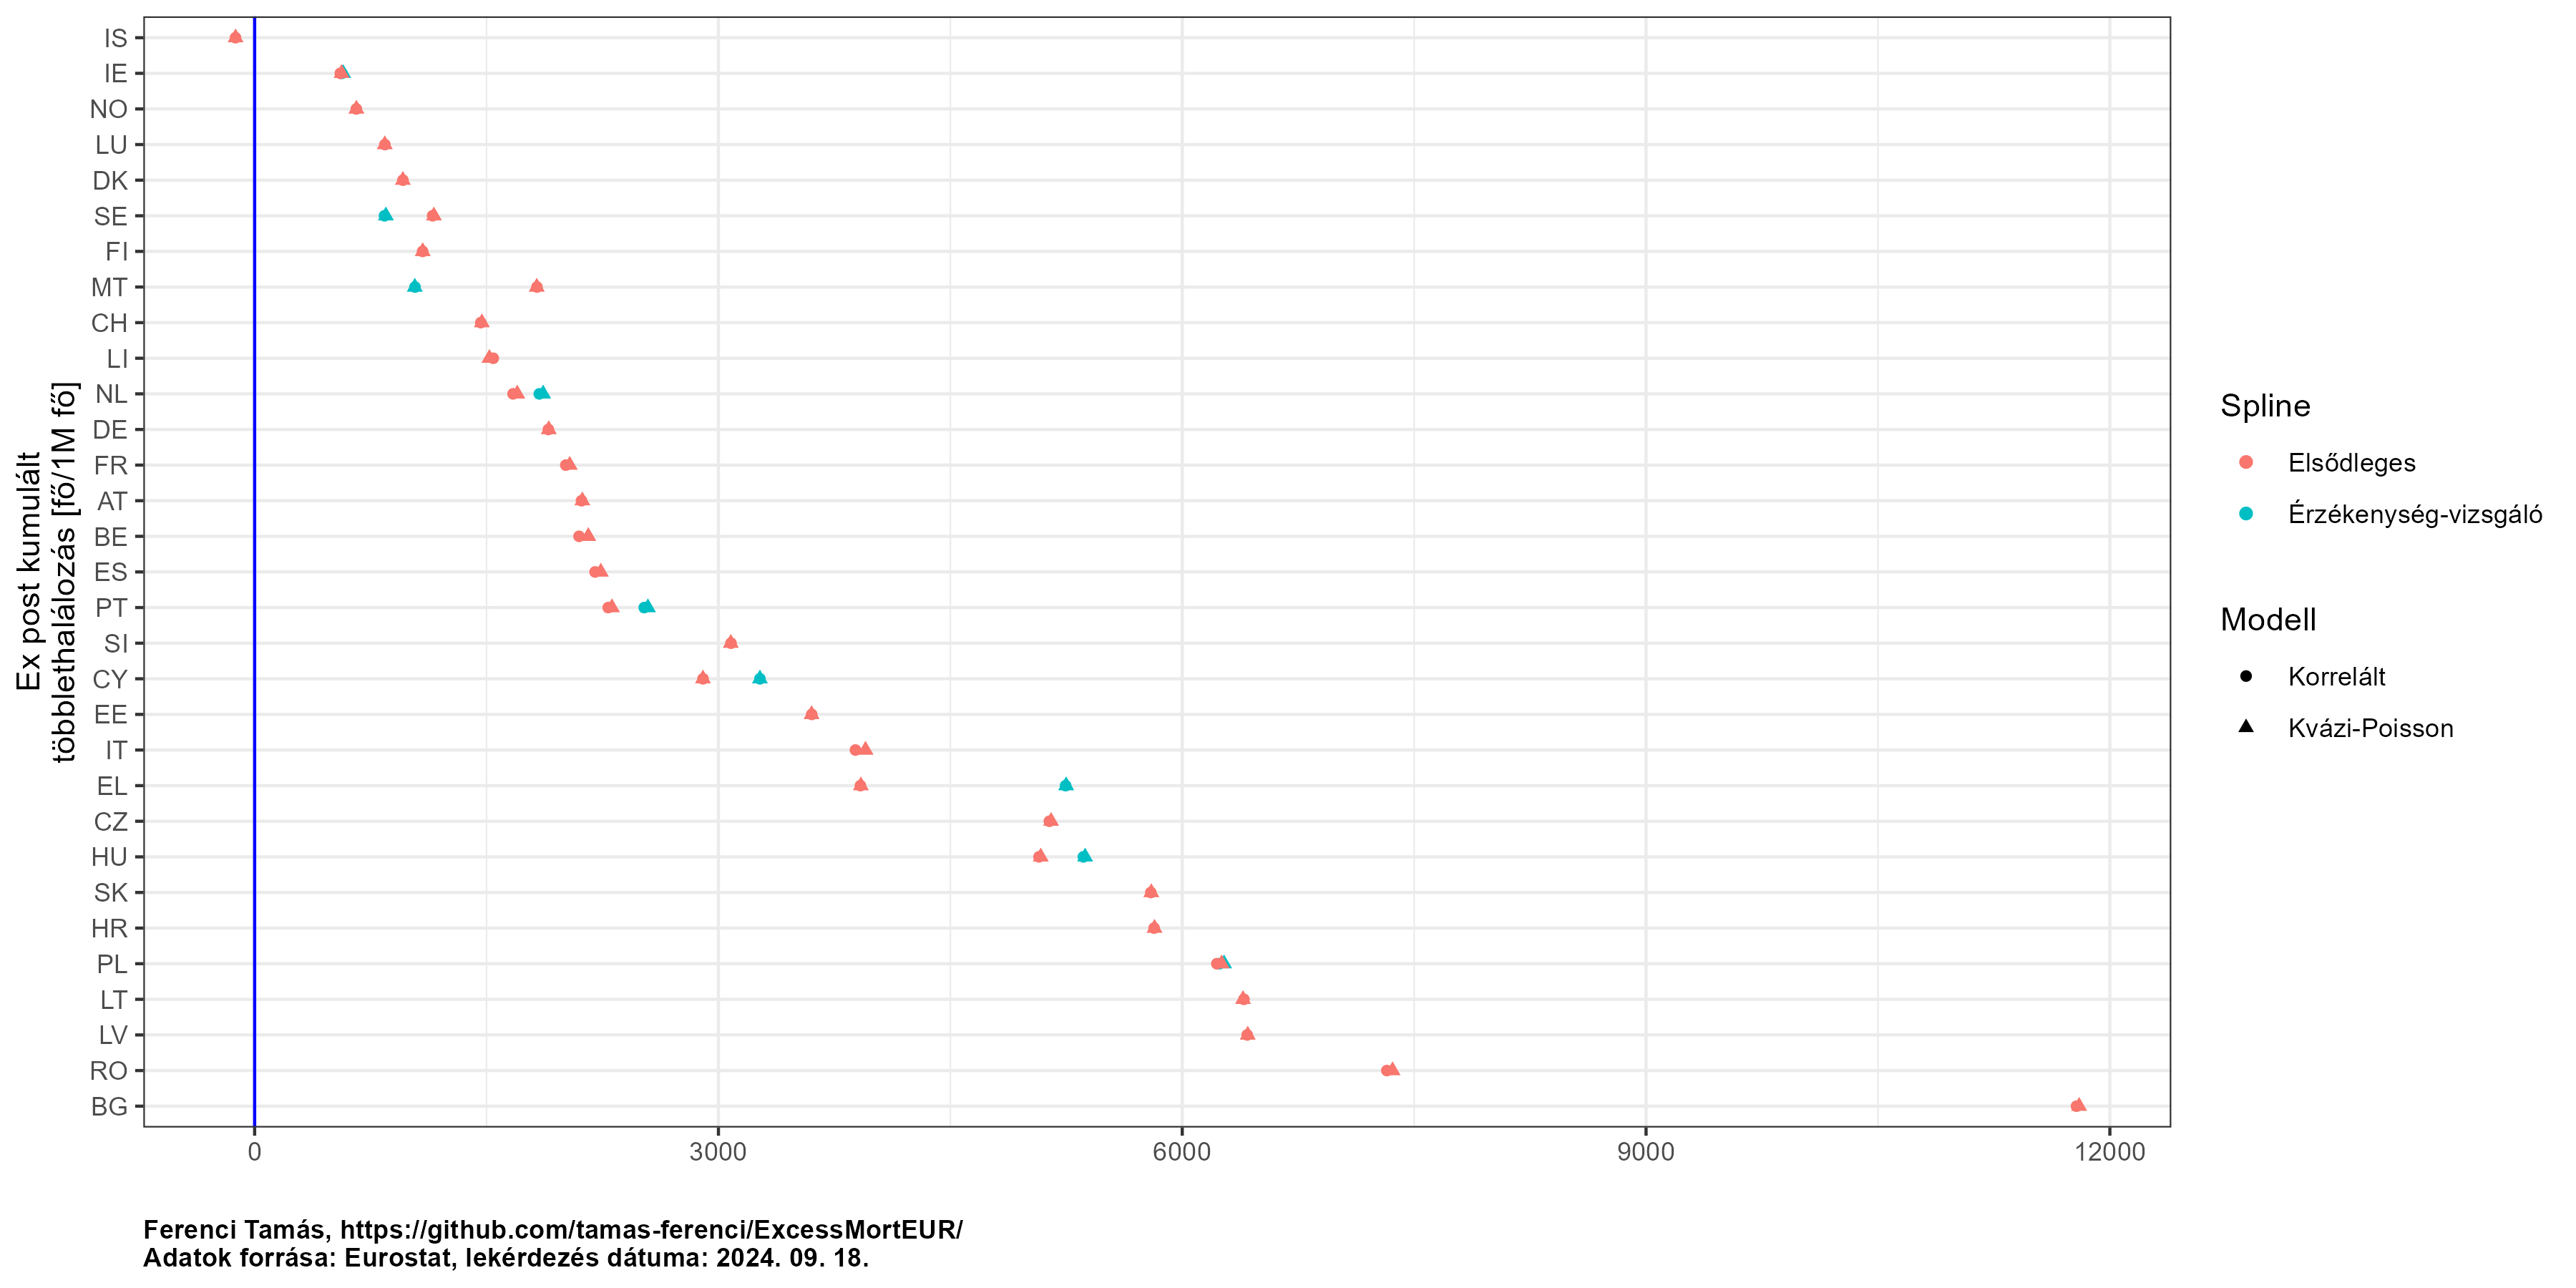 Ex post kumulált
többlethalálozás [fő/1M fő]
IS
IE
NO
LU
DK
SE
FI
MT
CH
LI
NL
DE
FR
AT
BE
ES
PT
SI
CY
EE
IT
EL
CZ
HU
SK
HR
PL
LT
LV
RO
BG
0 3000 6000 9000 12000
Spline
Elsődleges
Érzékenység-vizsgáló
Modell
Korrelált
Kvázi-Poisson
Ferenci Tamás, https://github.com/tamas-ferenci/ExcessMortEUR/
Adatok forrása: Eurostat, lekérdezés dátuma: 2024. 09. 18.